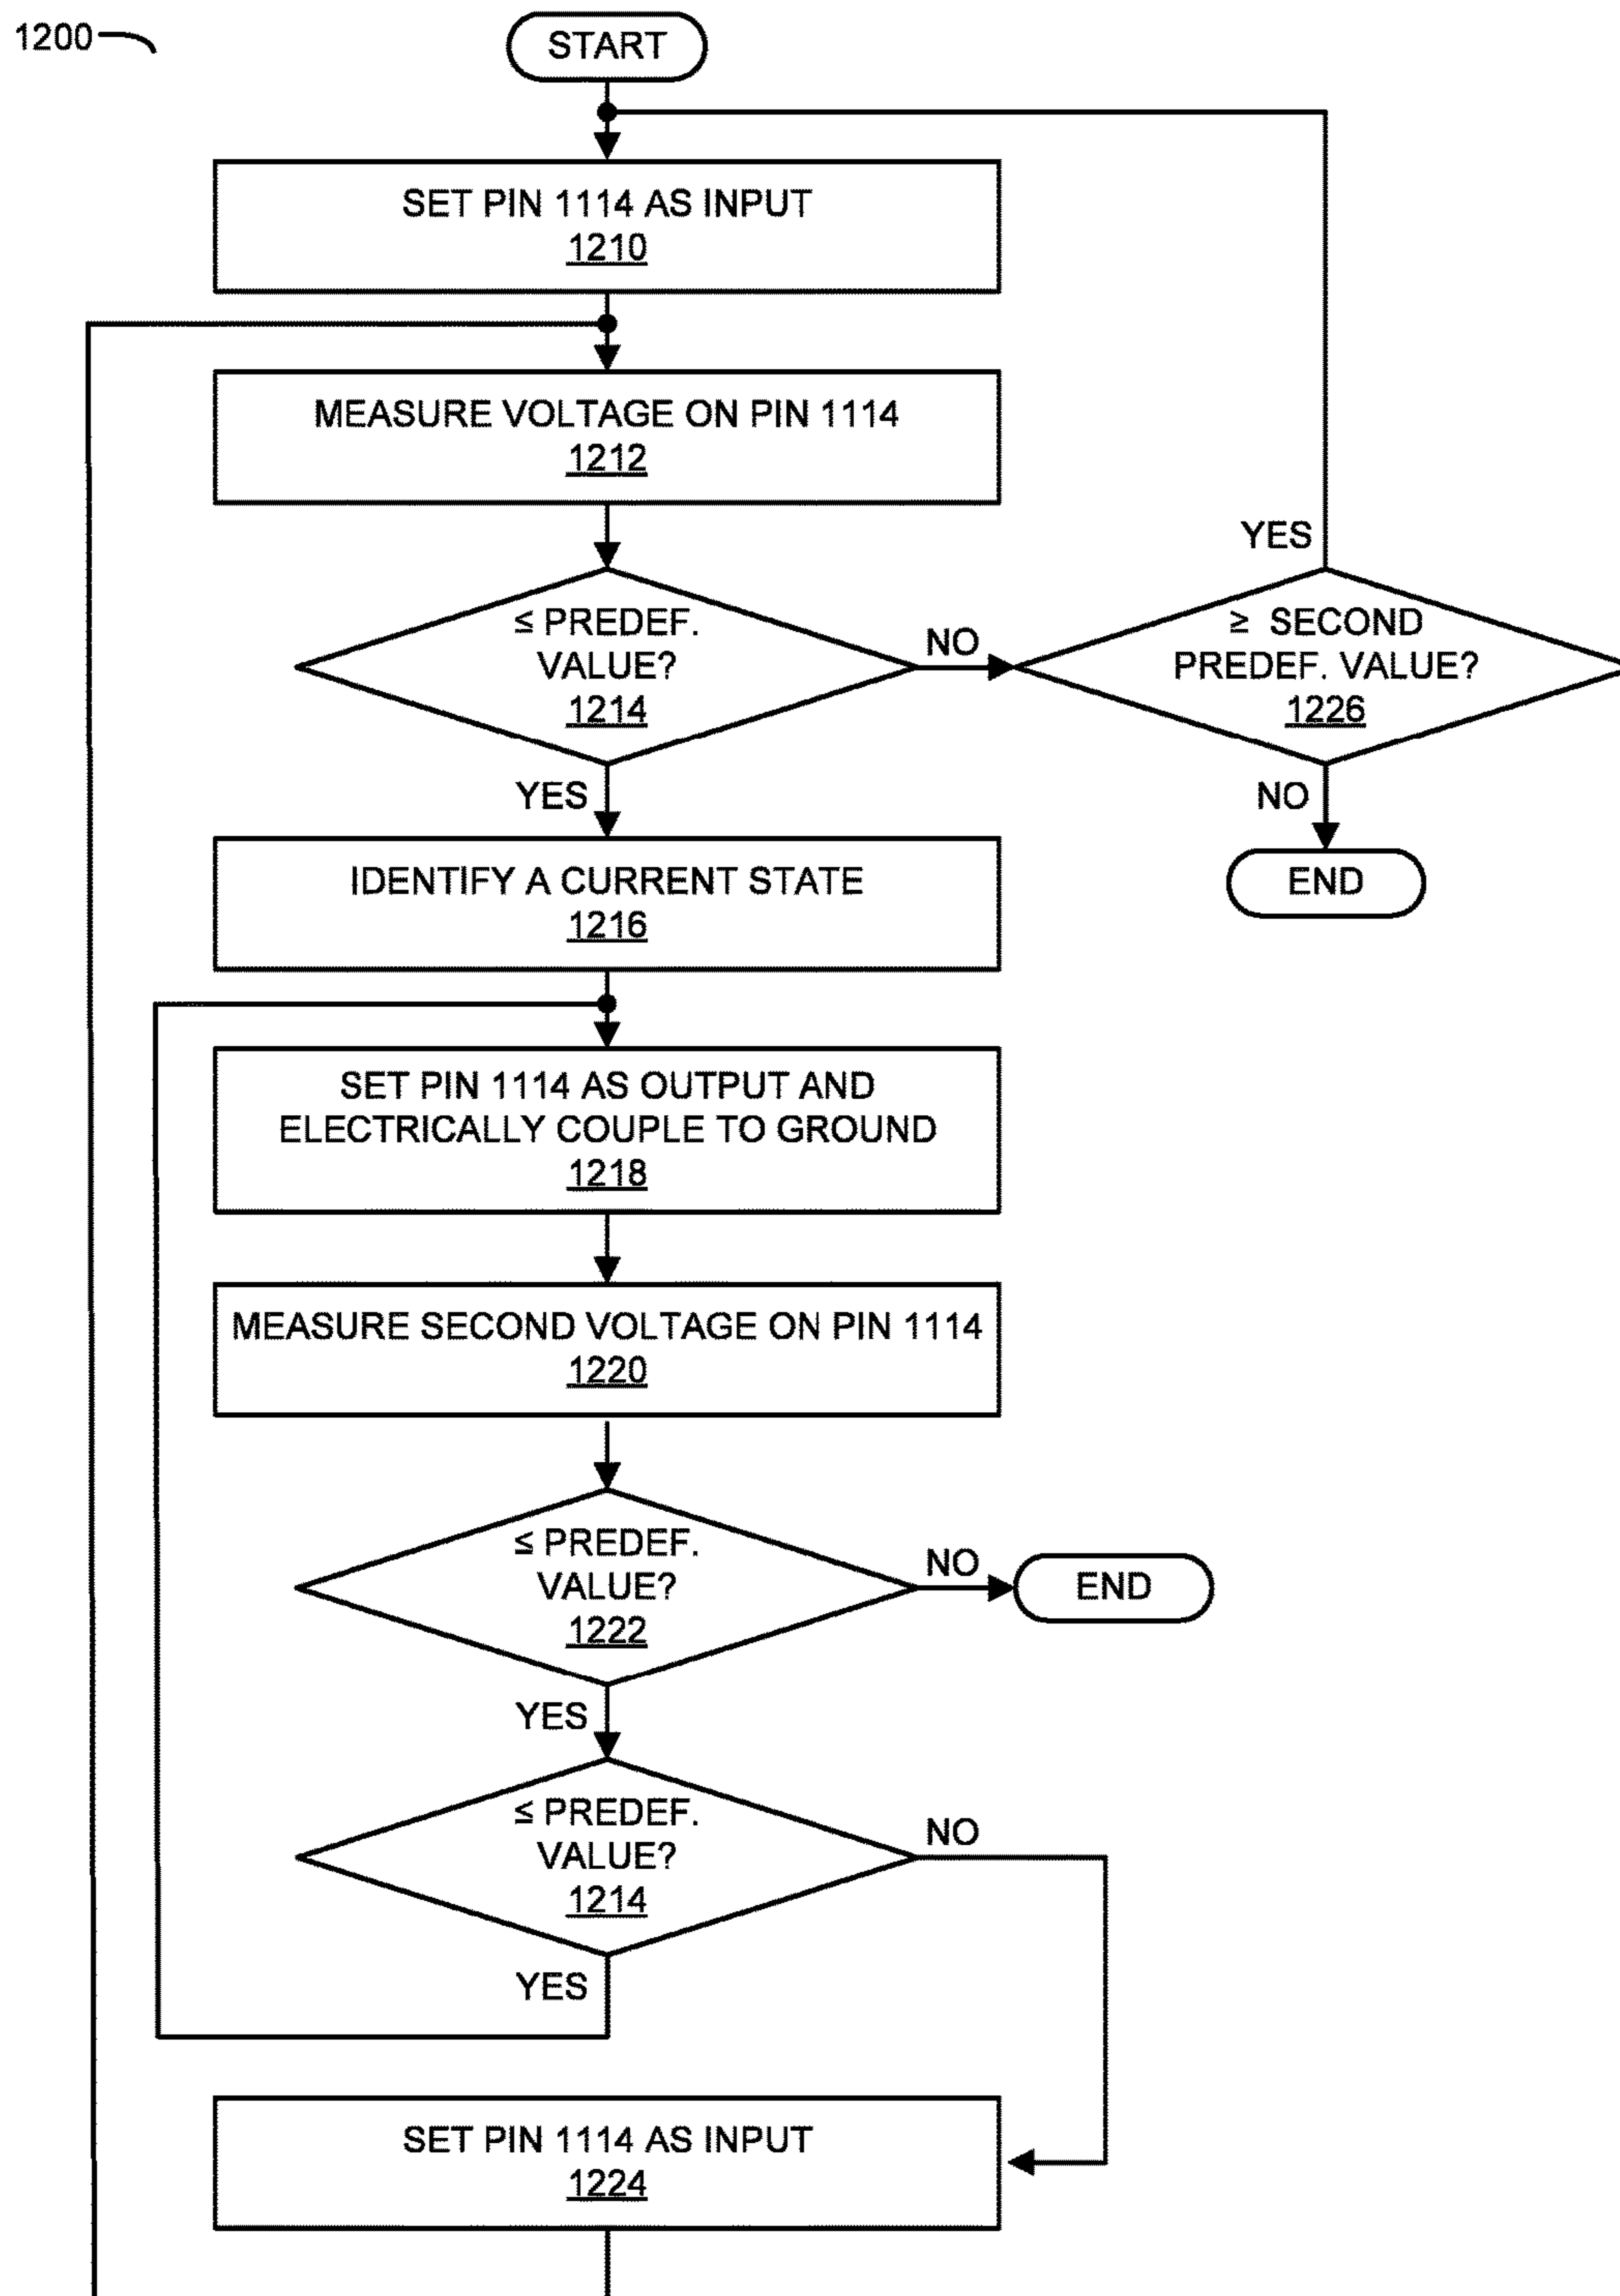 1200
START
SET PIN 1114 AS INPUT
1210
MEASURE VOLTAGE ON PIN 1114
1212
YES
≤ PREDEF.
VALUE?
1214
NO
≥ SECOND
PREDEF. VALUE?
1226
YES
NO
END
IDENTIFY A CURRENT STATE
1216
SET PIN 1114 AS OUTPUT AND
ELECTRICALLY COUPLE TO GROUND
1218
MEASURE SECOND VOLTAGE ON PIN 1114
1220
≤ PREDEF.
VALUE?
1222
NO
END
YES
≤ PREDEF.
VALUE?
1214
NO
YES
SET PIN 1114 AS INPUT
1224